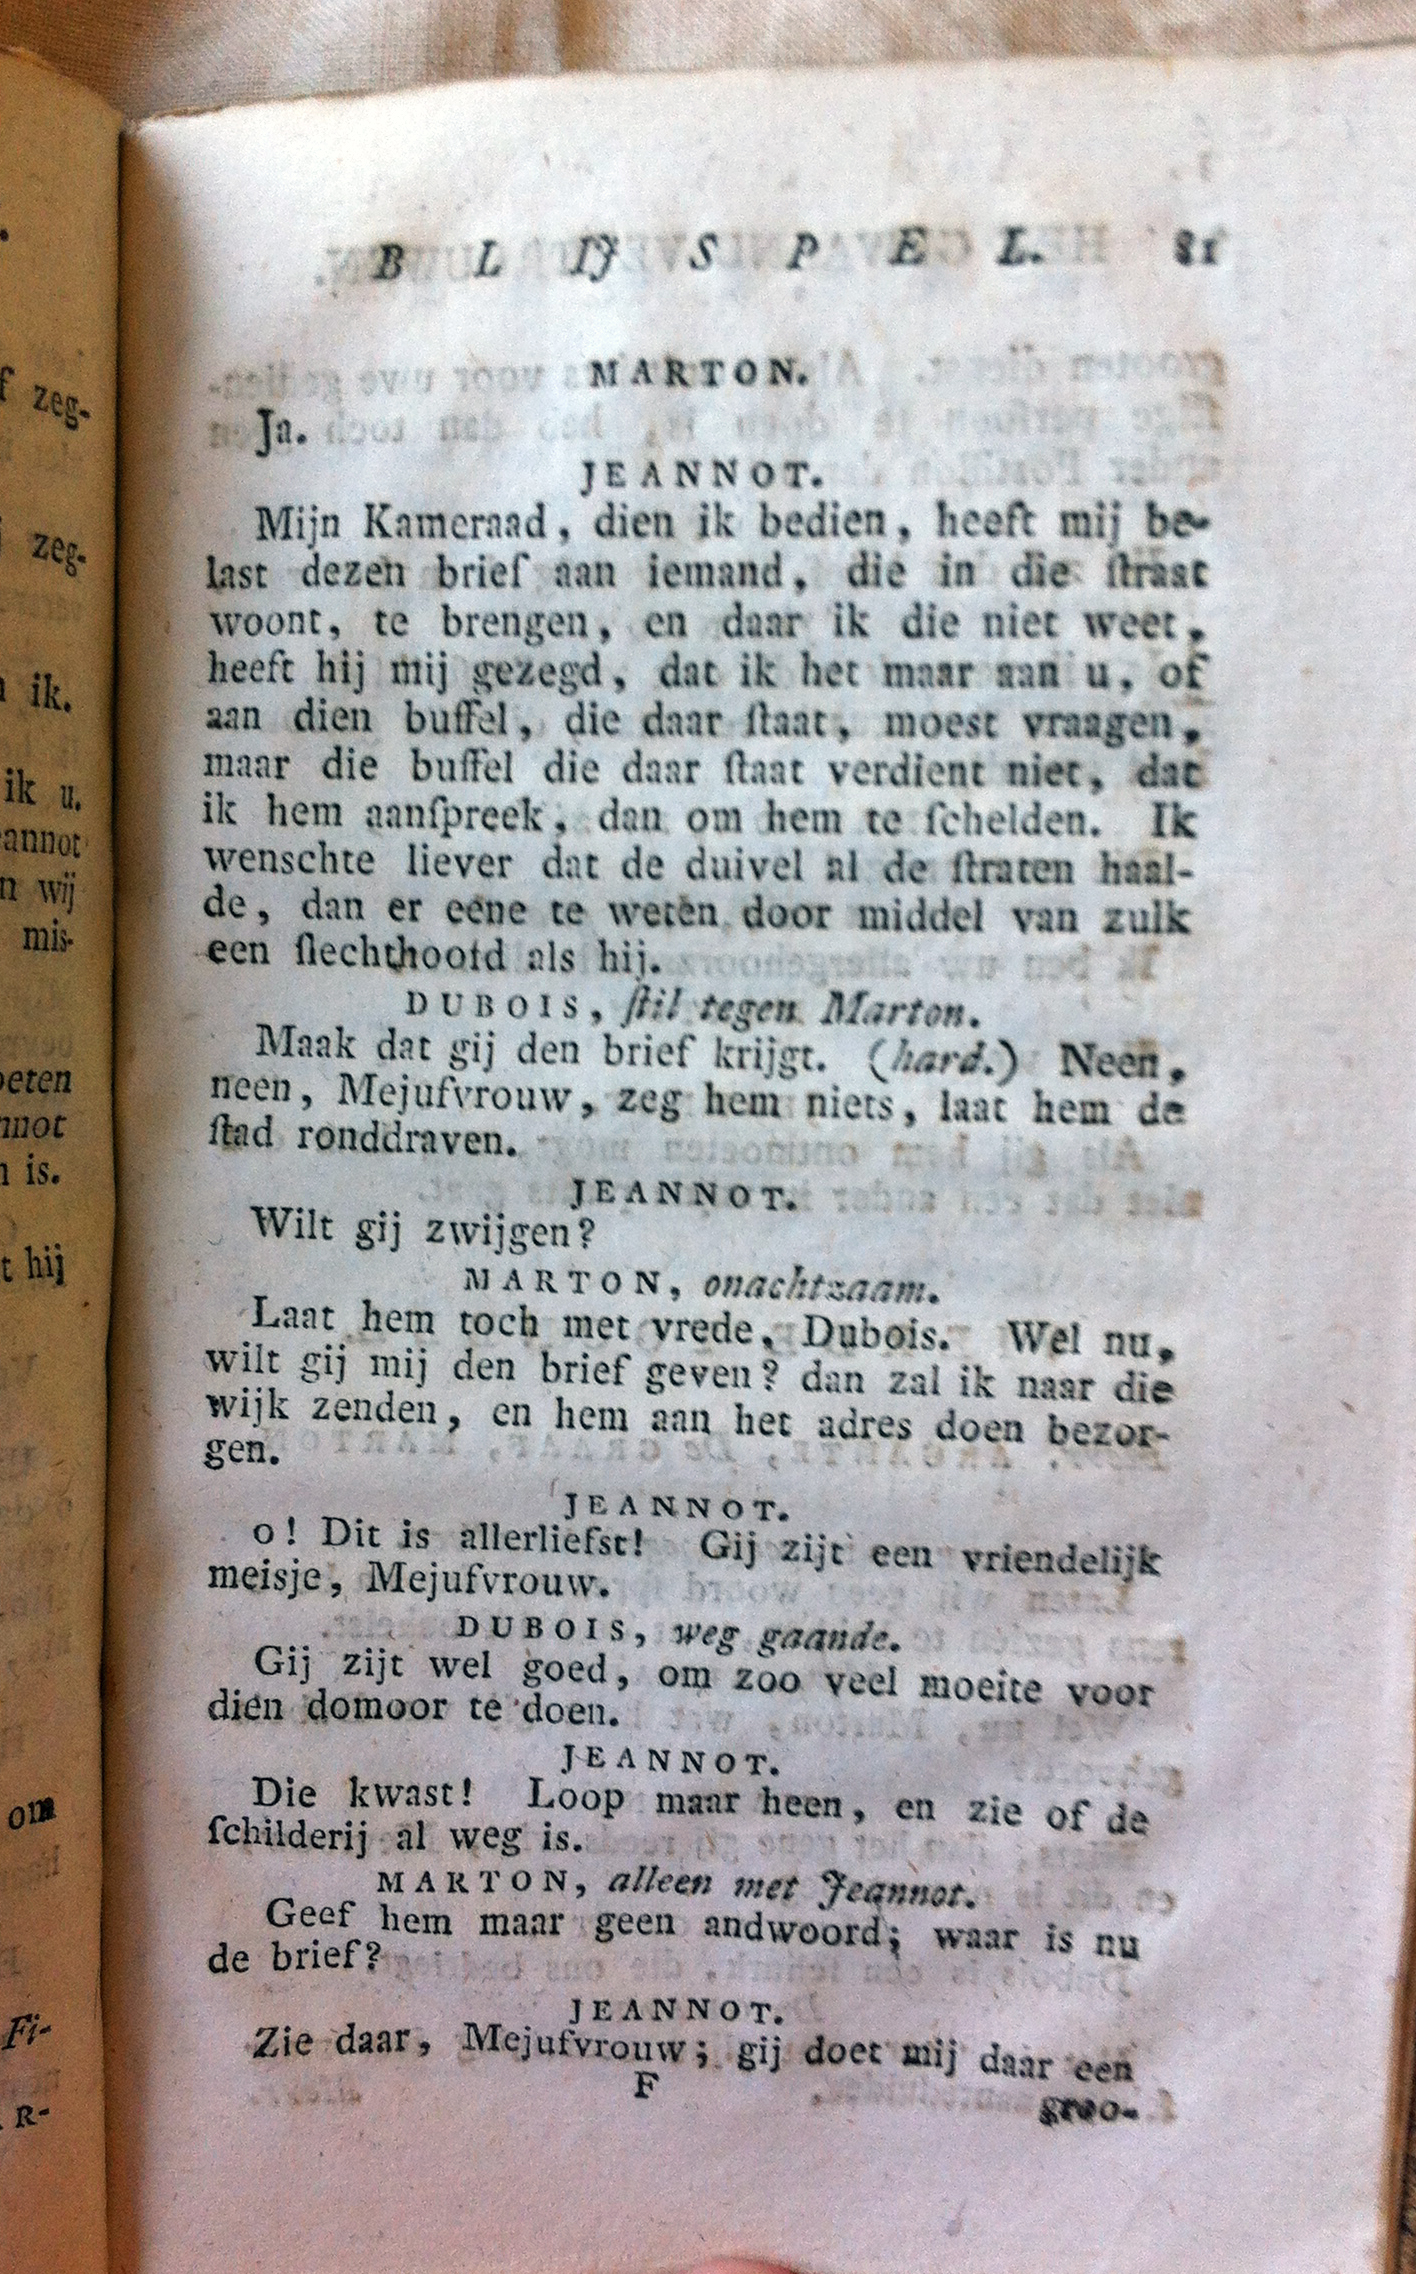 BLIJSPEL. 81
MARTON.
Ja.
JEANNOT.
Mijn Kameraad, dien ik bedien, heeft mij be-
last dezen brief aan iemand, die in die ſtraat
woont, te brengen, en daar ik die niet weet,
heeft hij mij gezegd, dat ik het maar aan u, of
aan dien buffel, die daar ſtaat, moest vraagen,
maar die buffel die daar ſtaat verdient niet, dat
ik hem aanſpreek, dan om hem te ſchelden. Ik
wenschte liever dat de duivel al de ſtraten haal-
de, dan er eene te weten door middel van zulk
een ſlechthoofd als hij.
DUBOIS, ſtil tegen Marton.
Maak dat gij den brief krijgt. (hard.) Neen,
neen, Mejufvrouw, zeg hem niets, laat hem de
ſtad ronddraven.
JEANNOT.
Wilt gij zwijgen?
MARTON, onachtzaam.
Laat hem toch met vrede, Dubois. Wel nu,
wilt gij mij den brief geven? dan zal ik naar die
wijk zenden, en hem aan het adres doen bezor-
gen.
JEANNOT.
o! Dit is allerliefst! Gij zijt een vriendelijk
meisje, Mejufvrouw.
DUBOIS, weg gaande.
Gij zijt wel goed, om zoo veel moeite voor
dien domoor te doen.
JEANNOT.
Die kwast! Loop maar heen, en zie of de
ſchilderij al weg is.
MARTON, alleen met Jeannot.
Geef hem maar geen andwoord; waar is nu
de brief?
JEANNOT.
Zie daar, Mejufvrouw; gij doet mij daar een
F
groo-